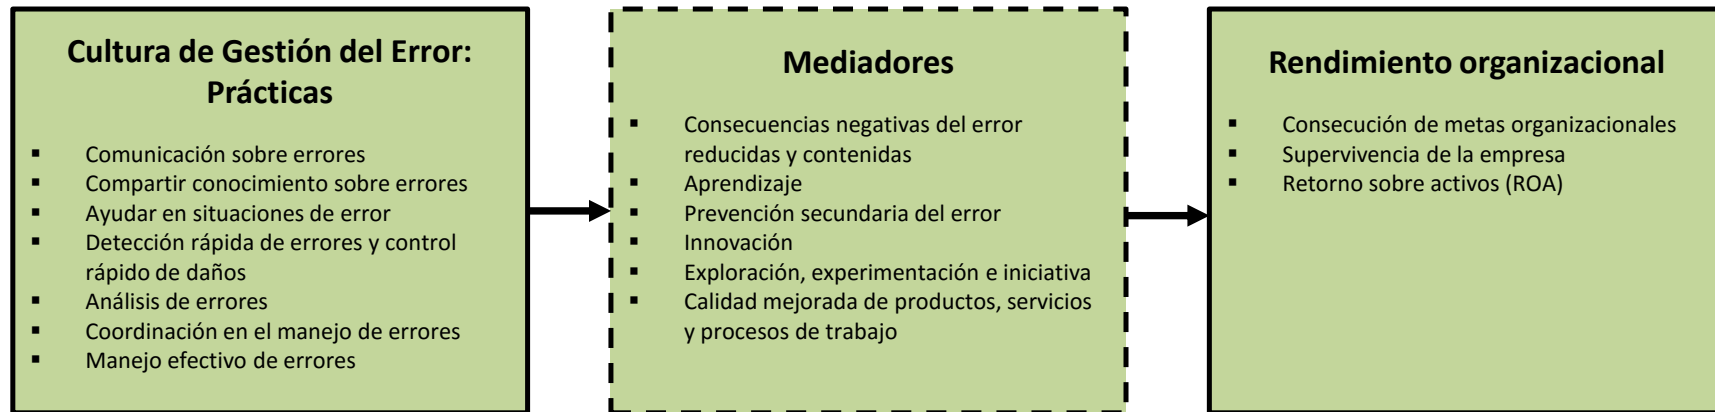 Cultura de Gestión del Error:
Prácticas
▪ Comunicación sobre errores
▪ Compartir conocimiento sobre errores
▪ Ayudar en situaciones de error
▪ Detección rápida de errores y control
rápido de daños
▪ Análisis de errores
▪ Coordinación en el manejo de errores
▪ Manejo efectivo de errores
Mediadores
▪ Consecuencias negativas del error
reducidas y contenidas
▪ Aprendizaje
▪ Prevención secundaria del error
▪ Innovación
▪ Exploración, experimentación e iniciativa
▪ Calidad mejorada de productos, servicios
y procesos de trabajo
Rendimiento organizacional
▪ Consecución de metas organizacionales
▪ Supervivencia de la empresa
▪ Retorno sobre activos (ROA)